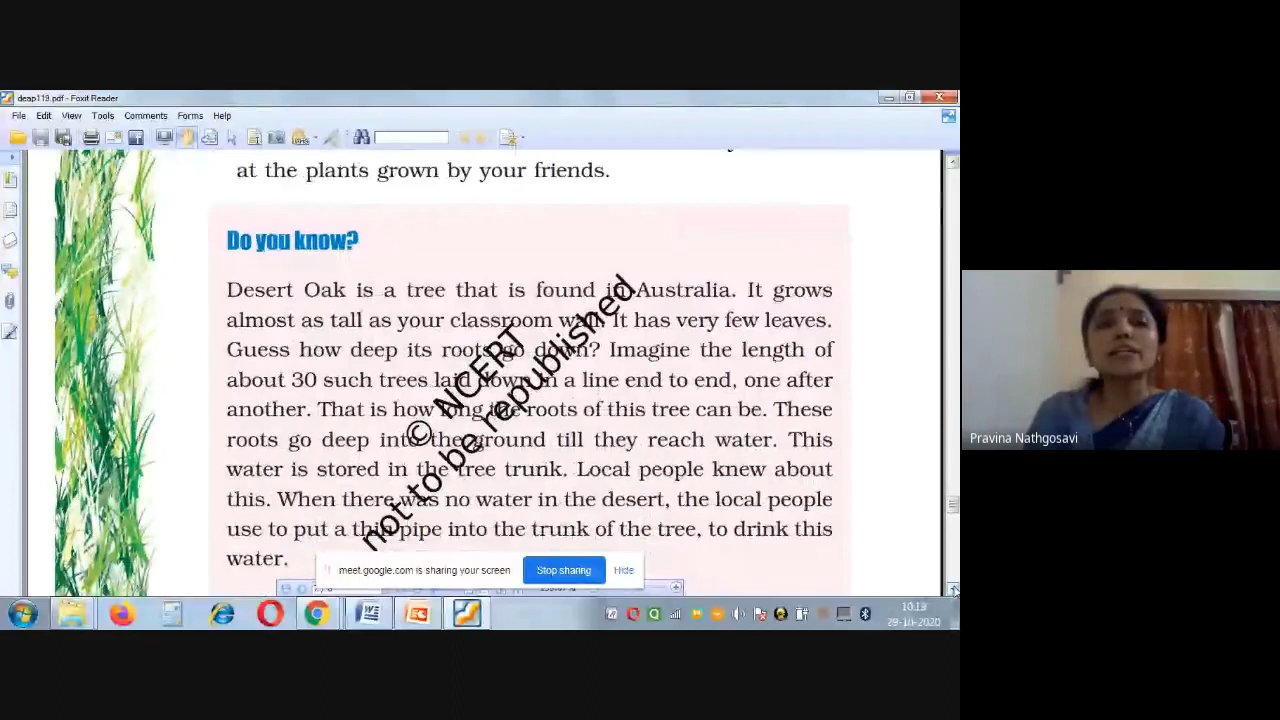 deap119.pdf - Foxit Reader
File Edit View Tools Comments Forms Help
at the plants grown by your friends.
Do you know?
Desert Oak is a tree that is found in Australia. It grows
almost as tall as your classroom wall. It has very few leaves.
Guess how deep its roots go down? Imagine the length of
about 30 such trees laid down in a line end to end, one after
another. That is how long the roots of this tree can be. These
roots go deep into the ground till they reach water. This
water is stored in the tree trunk. Local people knew about
this. When there was no water in the desert, the local people
use to put a thin pipe into the trunk of the tree, to drink this
water.
© NCERT
not to be republished
meet.google.com is sharing your screen Stop sharing Hide
10:13
29-10-2020
Pravina Nathgosavi